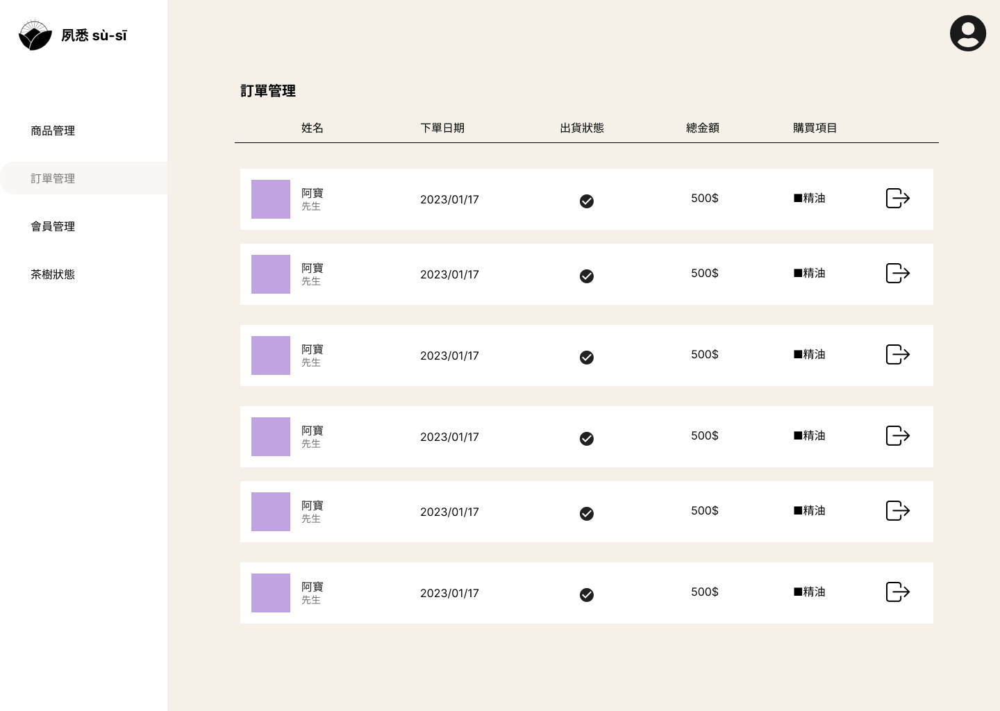 夙悉 sù-sī
商品管理
訂單管理
會員管理
茶樹狀態
訂單管理
姓名 下單日期 出貨狀態 總金額 購買項目
阿寶 2023/01/17 500$ ■精油
先生
阿寶 2023/01/17 500$ ■精油
先生
阿寶 2023/01/17 500$ ■精油
先生
阿寶 2023/01/17 500$ ■精油
先生
阿寶 2023/01/17 500$ ■精油
先生
阿寶 2023/01/17 500$ ■精油
先生